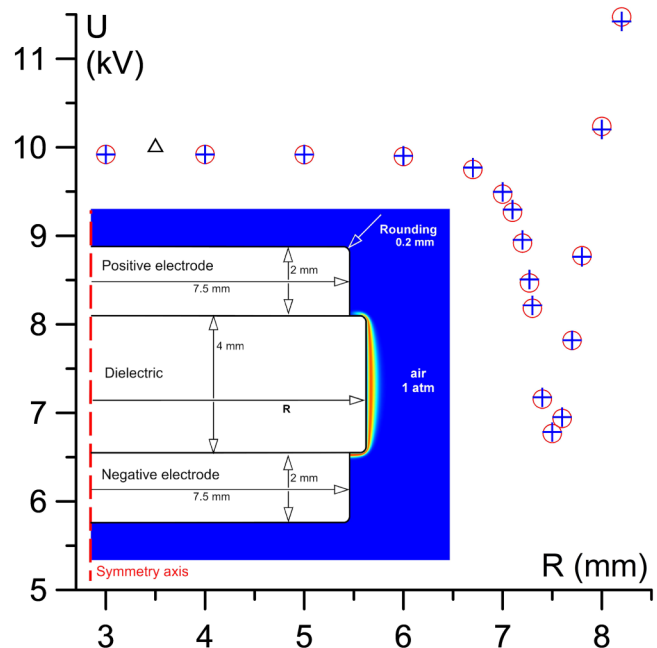 U
(kV)
11
10
9
8
7
6
5
Rounding
0.2 mm
Positive electrode
2 mm
7.5 mm
4 mm
Dielectric
R
air
1 atm
Negative electrode
2 mm
7.5 mm
Symmetry axis
R (mm)
3 4 5 6 7 8